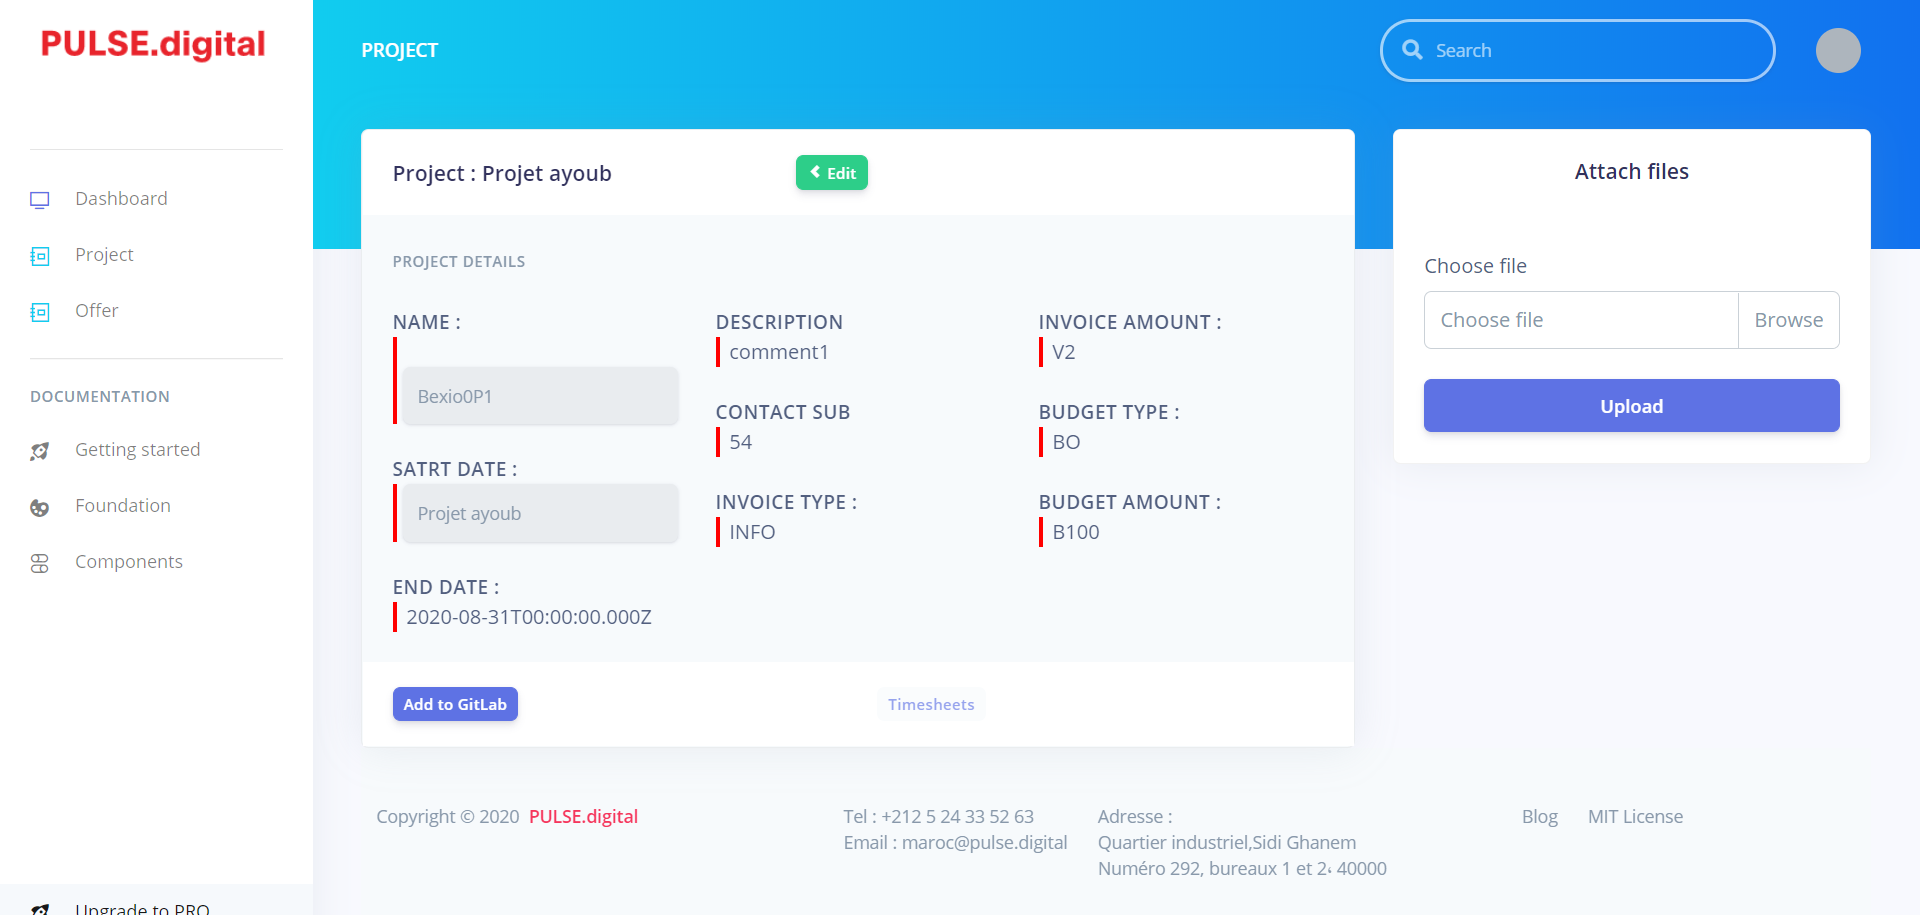 PULSE.digital
PROJECT
Search
Dashboard
Project
Offer
DOCUMENTATION
Getting started
Foundation
Components
Upgrade to PRO
Project : Projet ayoub
Edit
PROJECT DETAILS
NAME :
Bexio0P1
SATRT DATE :
Projet ayoub
END DATE :
2020-08-31T00:00:00.000Z
DESCRIPTION
comment1
CONTACT SUB
54
INVOICE TYPE :
INFO
INVOICE AMOUNT :
V2
BUDGET TYPE :
BO
BUDGET AMOUNT :
B100
Add to GitLab
Timesheets
Attach files
Choose file
Choose file
Browse
Upload
Copyright © 2020 PULSE.digital
Tel : +212 5 24 33 52 63
Email : maroc@pulse.digital
Adresse :
Quartier industriel,Sidi Ghanem
Numéro 292, bureaux 1 et 2، 40000
Blog
MIT License